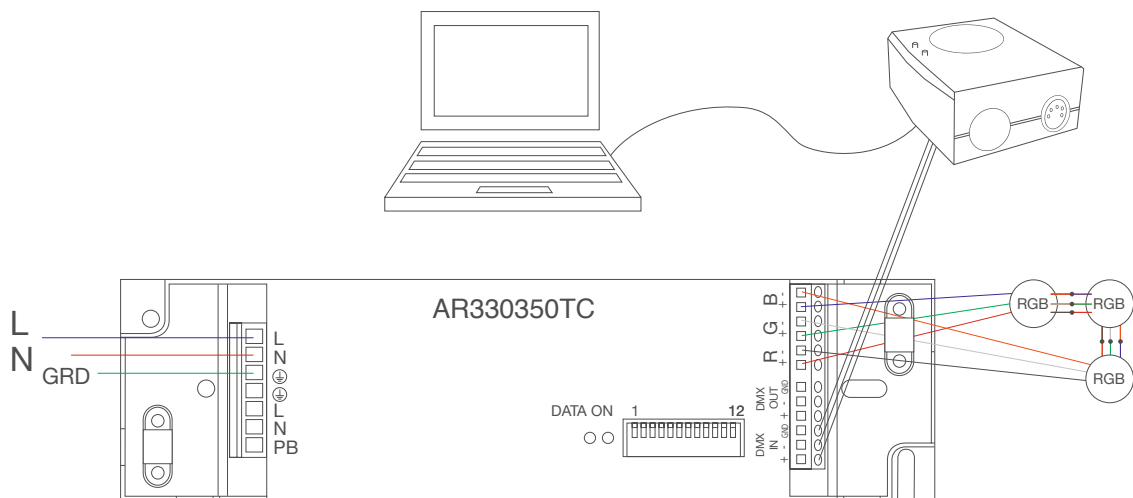 AR330350TC
L
N
GRD
L
N
⏚
⏚
L
N
PB
DATA ON
1
12
B
-
+
G
-
+
R
-
+
DMX
OUT
GND
-
+
DMX
IN
GND
-
+
RGB
RGB
RGB